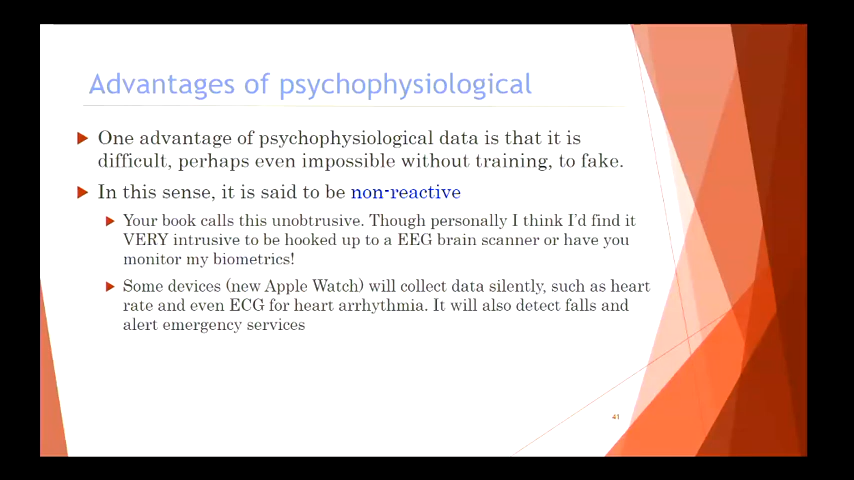 Advantages of psychophysiological
One advantage of psychophysiological data is that it is
difficult, perhaps even impossible without training, to fake.
In this sense, it is said to be non-reactive
Your book calls this unobtrusive. Though personally I think I'd find it
VERY intrusive to be hooked up to a EEG brain scanner or have you
monitor my biometrics!
Some devices (new Apple Watch) will collect data silently, such as heart
rate and even ECG for heart arrhythmia. It will also detect falls and
alert emergency services
41